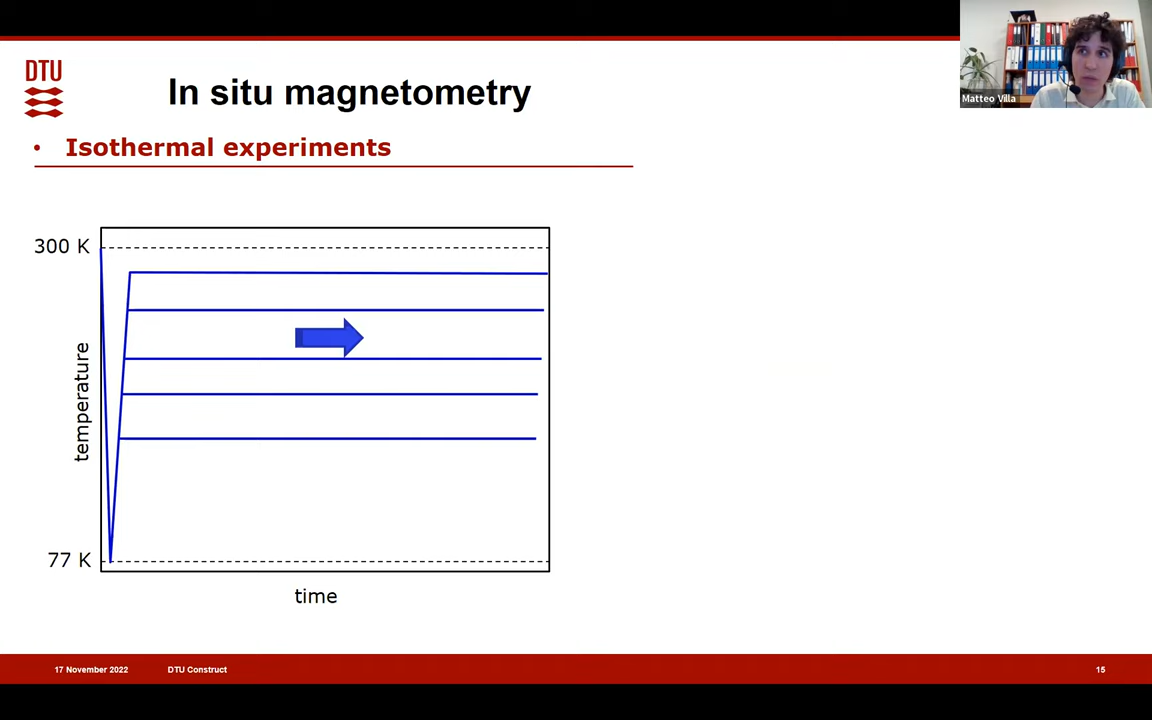 DTU
In situ magnetometry
Matteo Villa
• Isothermal experiments
300 K
temperature
77 K
time
17 November 2022
DTU Construct
15